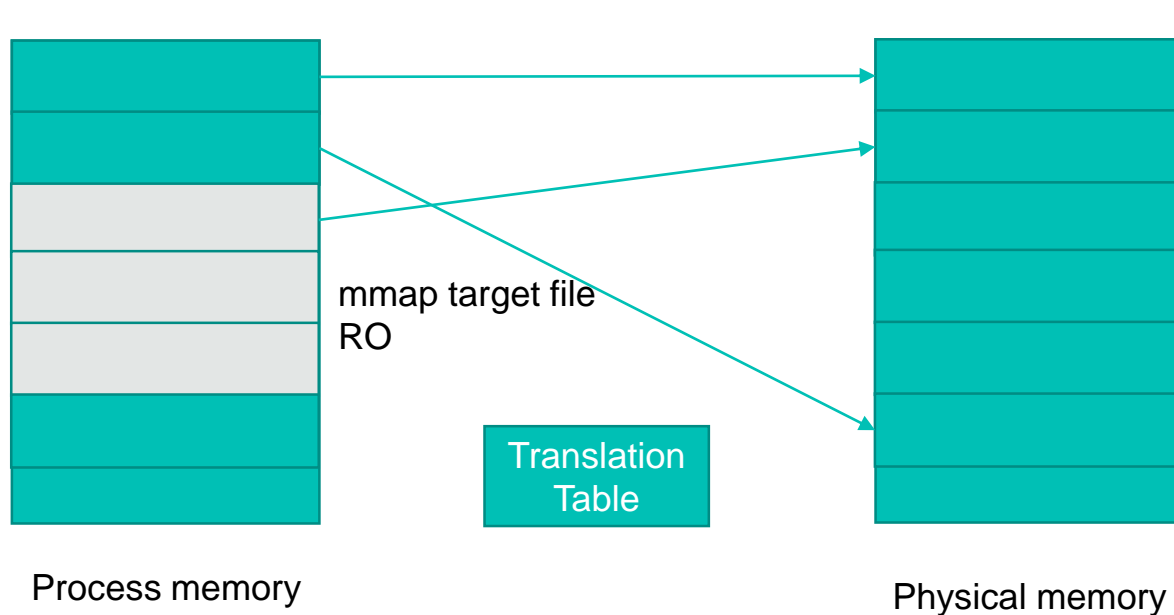 mmap target file
RO
Translation
Table
Process memory
Physical memory